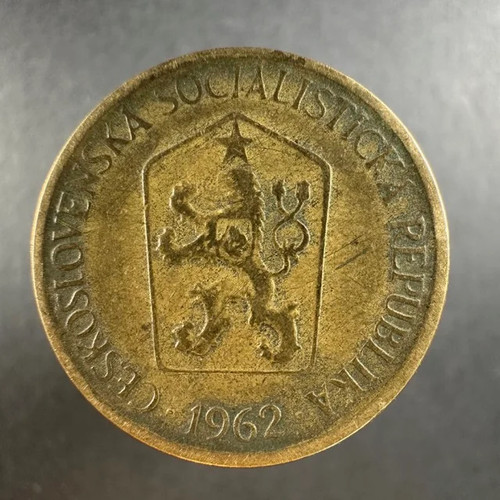 ČESKOSLOVENSKÁ SOCIALISTICKÁ REPUBLIKA
· 1962 ·